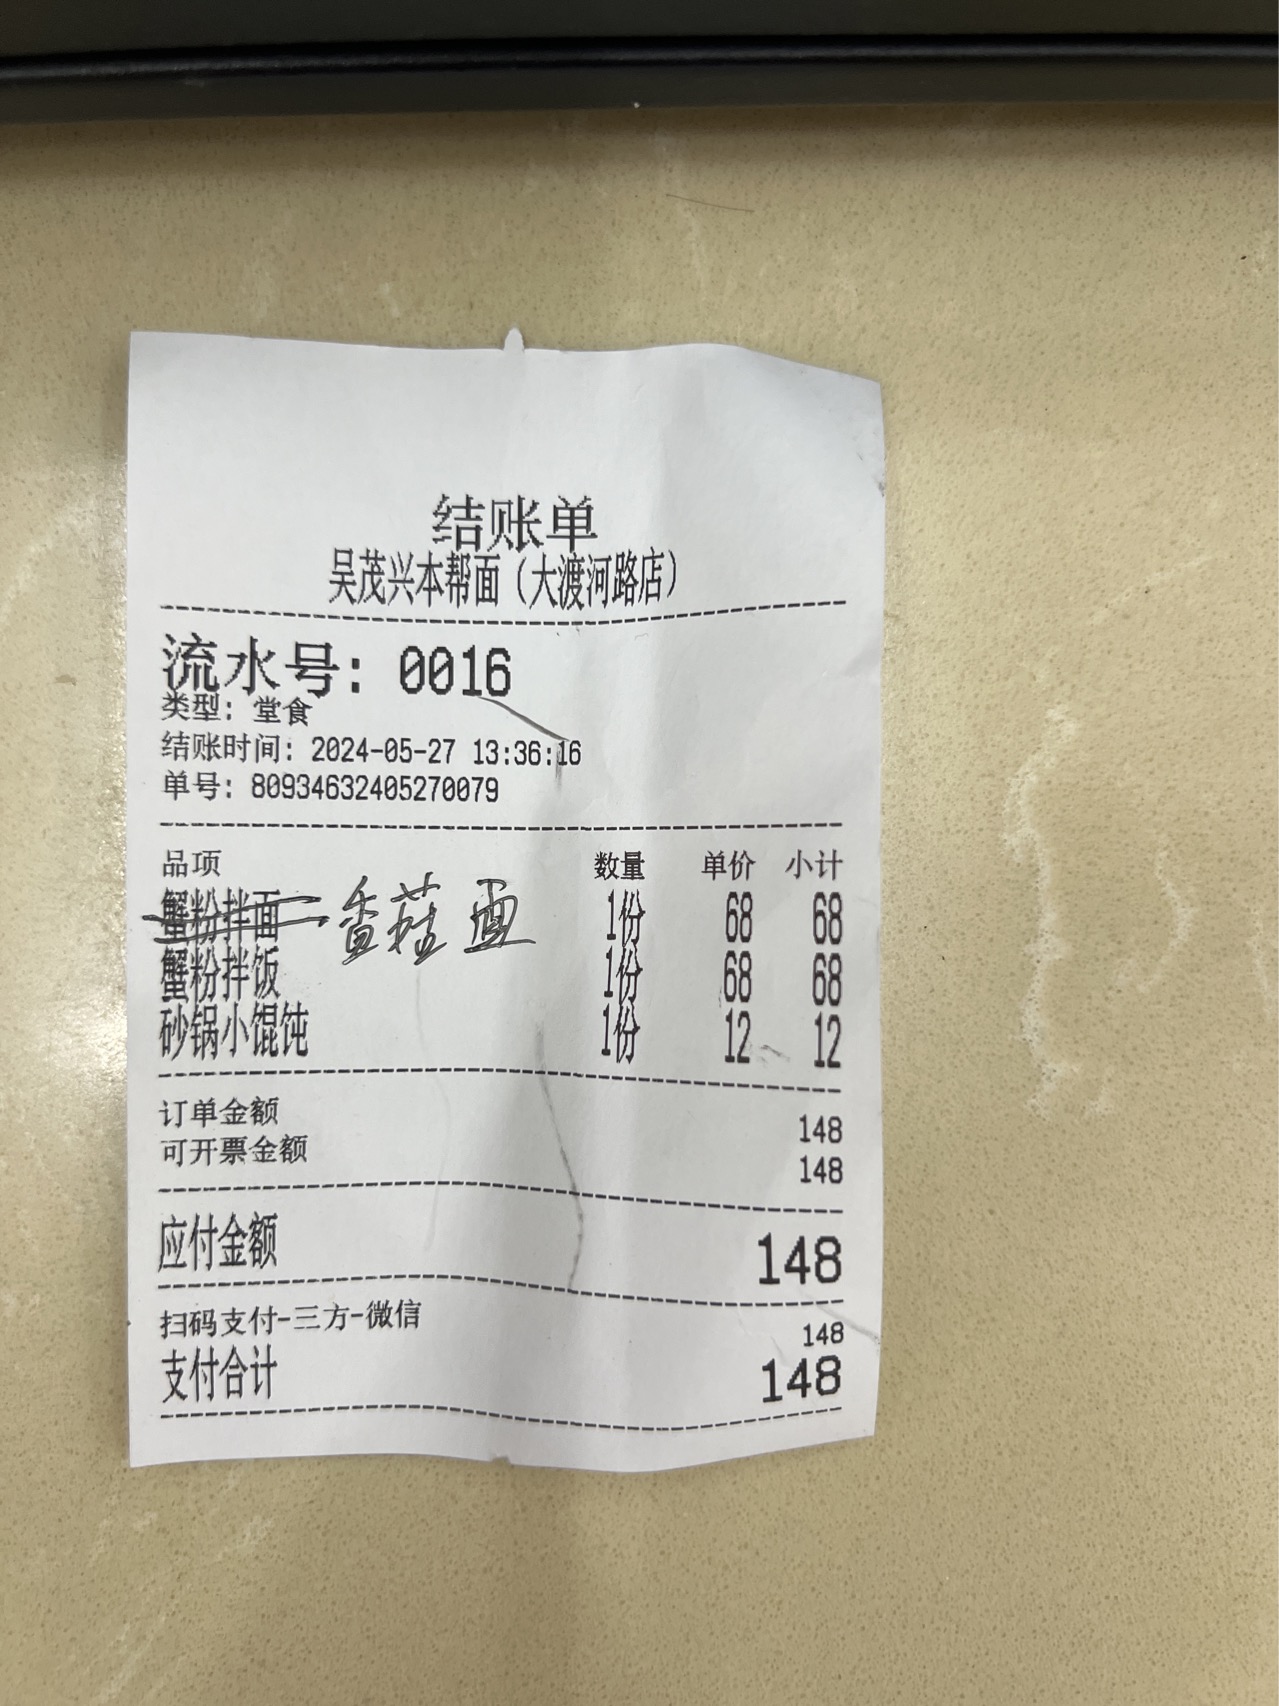 结账单
吴茂兴本帮面（大渡河路店）
流水号: 0016
类型: 堂食
结账时间: 2024-05-27 13:36:16
单号: 80934632405270079
品项 数量 单价 小计
蟹粉拌面 香菇面 1份 68 68
蟹粉拌饭 1份 68 68
砂锅小馄饨 1份 12 12
订单金额 148
可开票金额 148
应付金额 148
扫码支付-三方-微信 148
支付合计 148